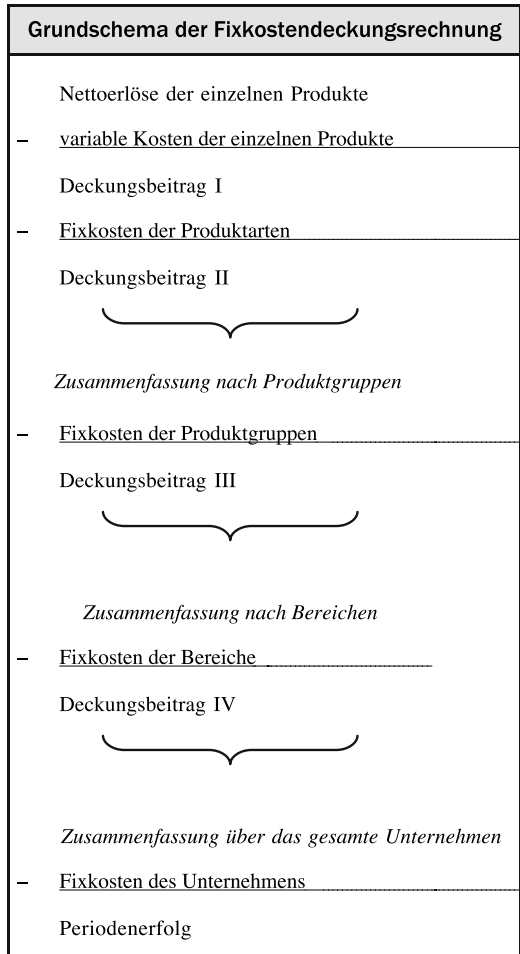 Grundschema der Fixkostendeckungsrechnung
Nettoerlöse der einzelnen Produkte
– variable Kosten der einzelnen Produkte
Deckungsbeitrag I
– Fixkosten der Produktarten
Deckungsbeitrag II
Zusammenfassung nach Produktgruppen
– Fixkosten der Produktgruppen
Deckungsbeitrag III
Zusammenfassung nach Bereichen
– Fixkosten der Bereiche
Deckungsbeitrag IV
Zusammenfassung über das gesamte Unternehmen
– Fixkosten des Unternehmens
Periodenerfolg